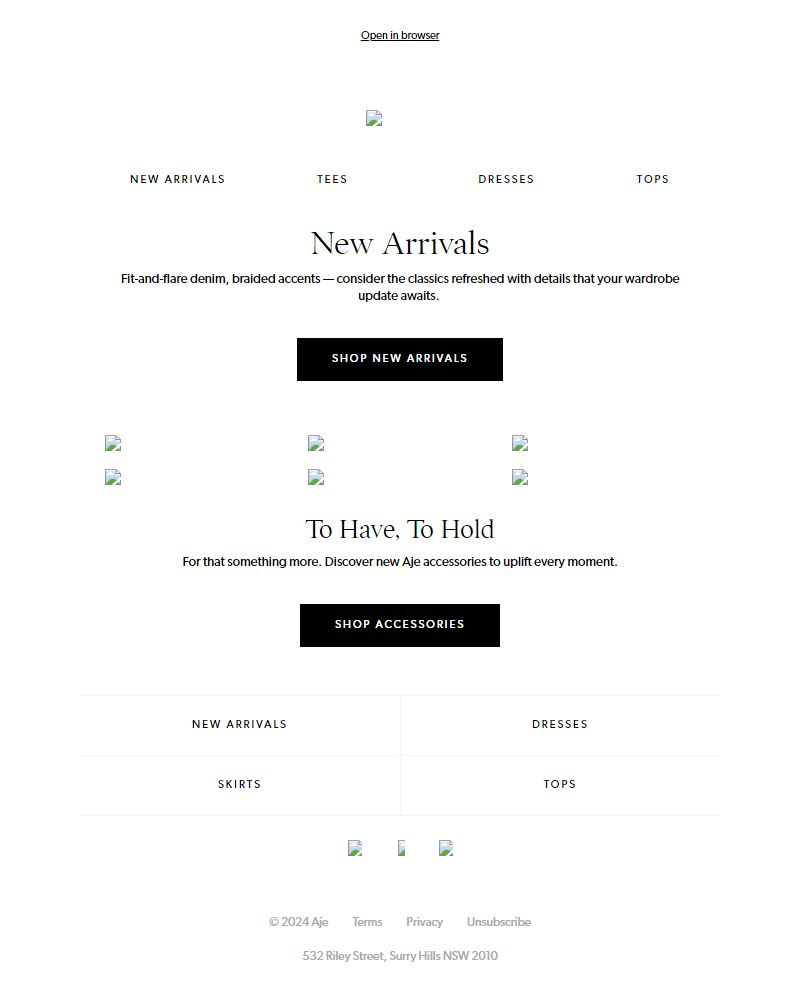 Open in browser
NEW ARRIVALS TEES DRESSES TOPS
New Arrivals
Fit-and-flare denim, braided accents — consider the classics refreshed with details that your wardrobe
update awaits.
SHOP NEW ARRIVALS
To Have, To Hold
For that something more. Discover new Aje accessories to uplift every moment.
SHOP ACCESSORIES
NEW ARRIVALS DRESSES
SKIRTS TOPS
© 2024 Aje Terms Privacy Unsubscribe
532 Riley Street, Surry Hills NSW 2010